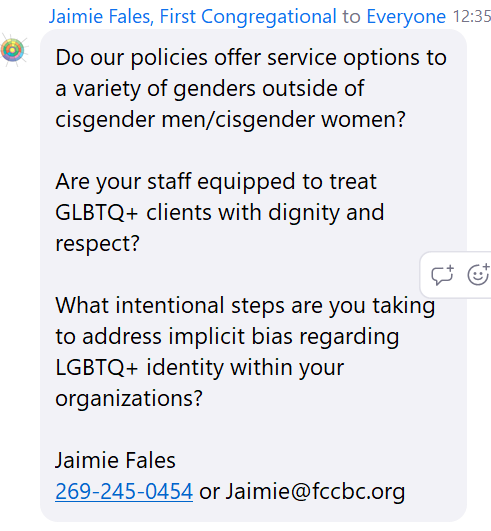 Jaimie Fales, First Congregational to Everyone 12:35
Do our policies offer service options to
a variety of genders outside of
cisgender men/cisgender women?
Are your staff equipped to treat
GLBTQ+ clients with dignity and
respect?
What intentional steps are you taking
to address implicit bias regarding
LGBTQ+ identity within your
organizations?
Jaimie Fales
269-245-0454 or Jaimie@fccbc.org